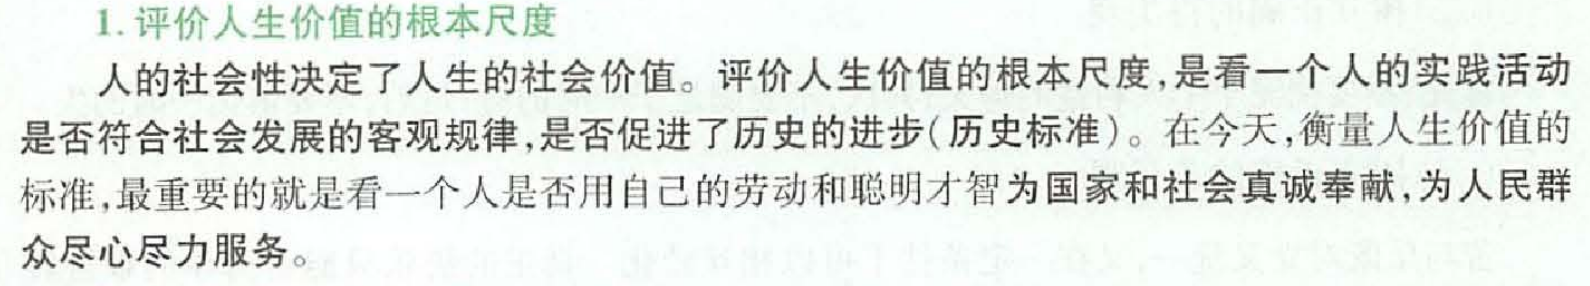 1. 评价人生价值的根本尺度
人的社会性决定了人生的社会价值。评价人生价值的根本尺度,是看一个人的实践活动
是否符合社会发展的客观规律,是否促进了历史的进步(历史标准)。在今天,衡量人生价值的
标准,最重要的就是看一个人是否用自己的劳动和聪明才智为国家和社会真诚奉献,为人民群
众尽心尽力服务。